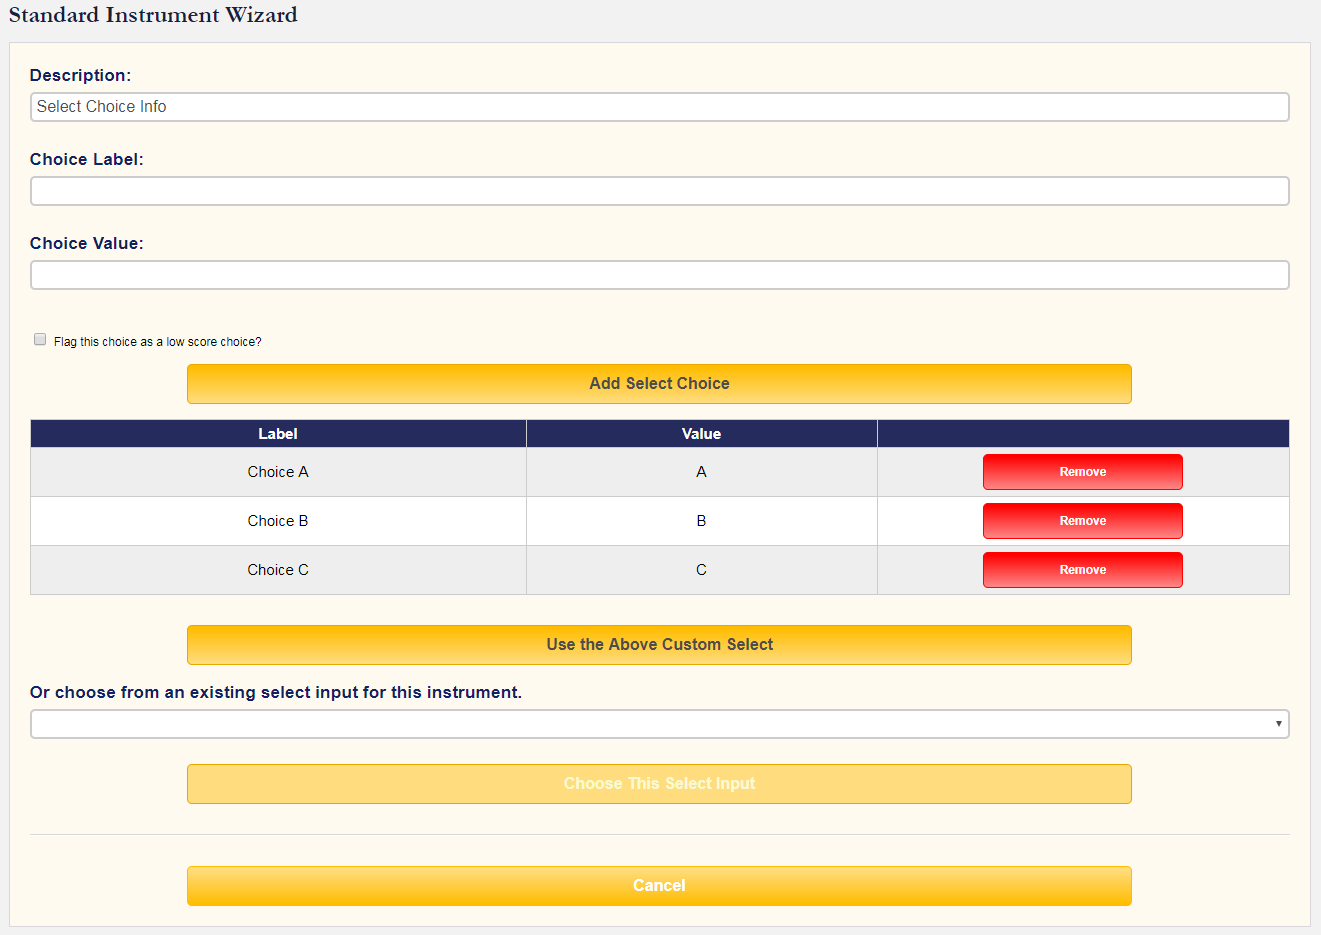 Standard Instrument Wizard
Description:
Select Choice Info
Choice Label:
Choice Value:
Flag this choice as a low score choice?
Add Select Choice
Label Value
Choice A A Remove
Choice B B Remove
Choice C C Remove
Use the Above Custom Select
Or choose from an existing select input for this instrument.
Choose This Select Input
Cancel